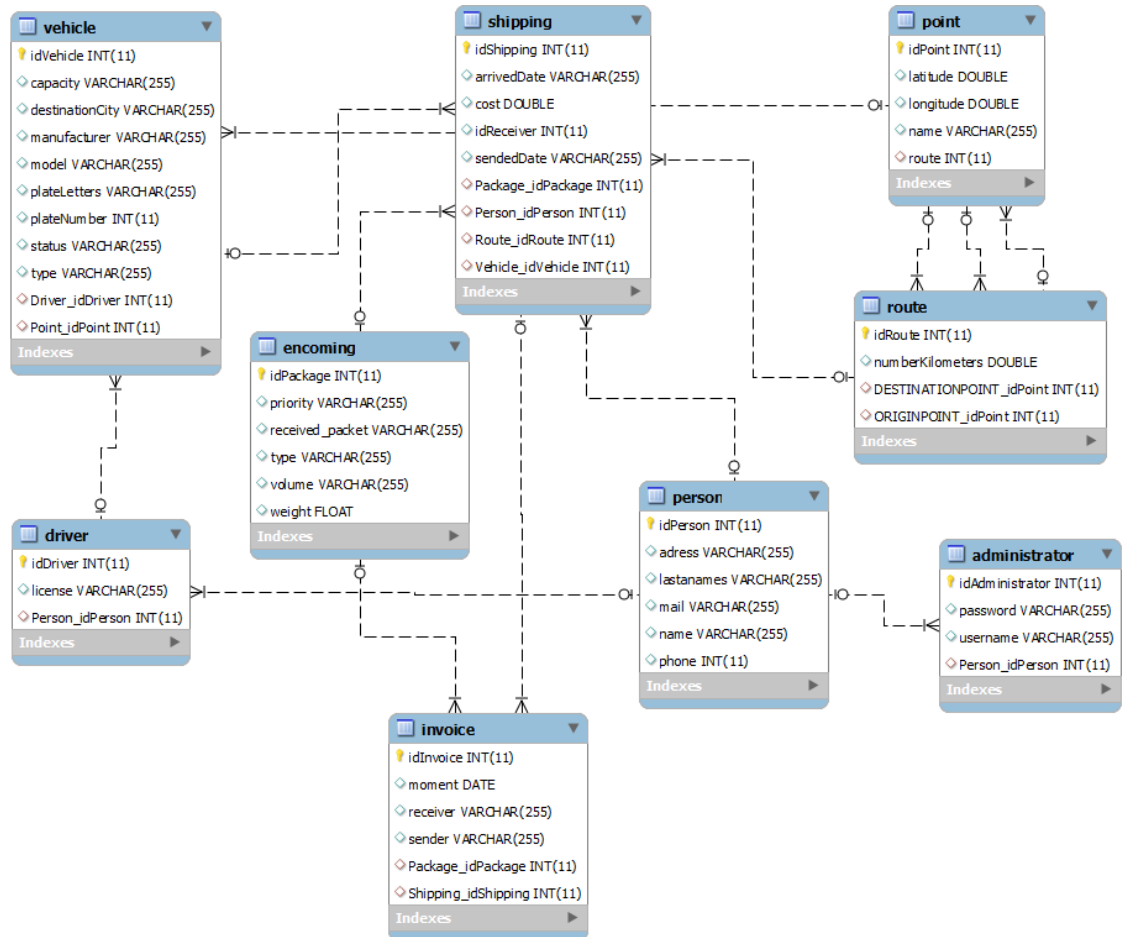 vehicle
idVehicle INT(11)
capacity VARCHAR(255)
destinationCity VARCHAR(255)
manufacturer VARCHAR(255)
model VARCHAR(255)
plateLetters VARCHAR(255)
plateNumber INT(11)
status VARCHAR(255)
type VARCHAR(255)
Driver_idDriver INT(11)
Point_idPoint INT(11)
Indexes
shipping
idShipping INT(11)
arrivedDate VARCHAR(255)
cost DOUBLE
idReceiver INT(11)
sendedDate VARCHAR(255)
Package_idPackage INT(11)
Person_idPerson INT(11)
Route_idRoute INT(11)
Vehicle_idVehicle INT(11)
Indexes
point
idPoint INT(11)
latitude DOUBLE
longitude DOUBLE
name VARCHAR(255)
route INT(11)
Indexes
route
idRoute INT(11)
numberKilometers DOUBLE
DESTINATIONPOINT_idPoint INT(11)
ORIGINPOINT_idPoint INT(11)
Indexes
encoming
idPackage INT(11)
priority VARCHAR(255)
received_packet VARCHAR(255)
type VARCHAR(255)
volume VARCHAR(255)
weight FLOAT
Indexes
driver
idDriver INT(11)
license VARCHAR(255)
Person_idPerson INT(11)
Indexes
person
idPerson INT(11)
adress VARCHAR(255)
lastanames VARCHAR(255)
mail VARCHAR(255)
name VARCHAR(255)
phone INT(11)
Indexes
administrator
idAdministrator INT(11)
password VARCHAR(255)
username VARCHAR(255)
Person_idPerson INT(11)
Indexes
invoice
idInvoice INT(11)
moment DATE
receiver VARCHAR(255)
sender VARCHAR(255)
Package_idPackage INT(11)
Shipping_idShipping INT(11)
Indexes